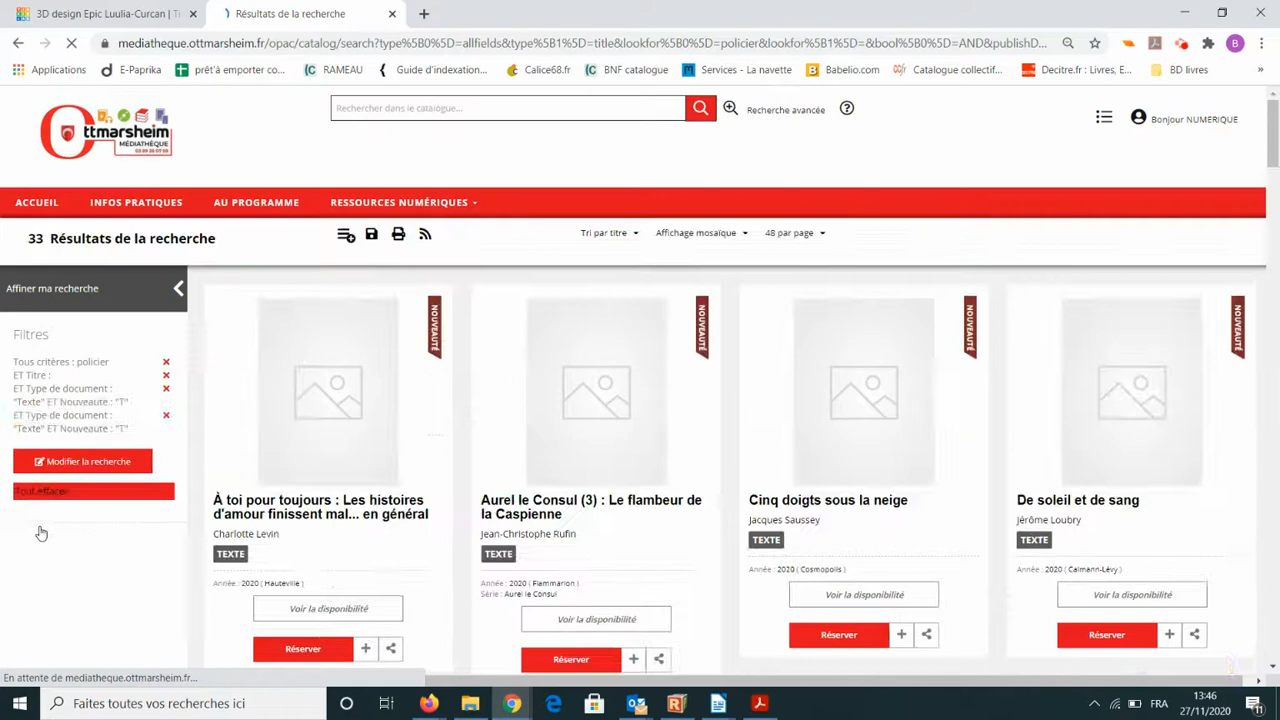 3D design Epic Luulia-Curcan | Ti
Résultats de la recherche
mediatheque.ottmarsheim.fr/opac/catalog/search?type%5B0%5D=allfields&type%5B1%5D=title&lookfor%5B0%5D=policier&lookfor%5B1%5D=&bool%5B0%5D=AND&publishD...
B
Applications
E-Paprika
prêt'à emporter co...
RAMEAU
Guide d'indexation...
Calice68.fr
BNF catalogue
Services - La navette
Babelio.com
Catalogue collectif...
Decitre.fr : Livres, E...
BD livres
»
ttmarsheim
MÉDIATHÈQUE
Rechercher dans le catalogue...
Recherche avancée
Bonjour NUMERIQUE
ACCUEIL
INFOS PRATIQUES
AU PROGRAMME
RESSOURCES NUMÉRIQUES
33 Résultats de la recherche
Tri par titre
Affichage mosaïque
48 par page
Affiner ma recherche
Filtres
Tous critères : policier
ET Titre :
ET Type de document :
"Texte" ET Nouveauté : "T"
ET Type de document :
"Texte" ET Nouveauté : "T"
Modifier la recherche
Tout effacer
NOUVEAUTÉ
À toi pour toujours : Les histoires
d'amour finissent mal... en général
Charlotte Levin
TEXTE
Année : 2020 ( Hauteville )
Voir la disponibilité
Réserver
NOUVEAUTÉ
Aurel le Consul (3) : Le flambeur de
la Caspienne
Jean-Christophe Rufin
TEXTE
Année : 2020 ( Flammarion )
Série : Aurel le Consul
Voir la disponibilité
Réserver
NOUVEAUTÉ
Cinq doigts sous la neige
Jacques Saussey
TEXTE
Année : 2020 ( Cosmopolis )
Voir la disponibilité
Réserver
NOUVEAUTÉ
De soleil et de sang
Jérôme Loubry
TEXTE
Année : 2020 ( Calmann-Lévy )
Voir la disponibilité
Réserver
En attente de mediatheque.ottmarsheim.fr...
Faites toutes vos recherches ici
FRA
13:46
27/11/2020
11